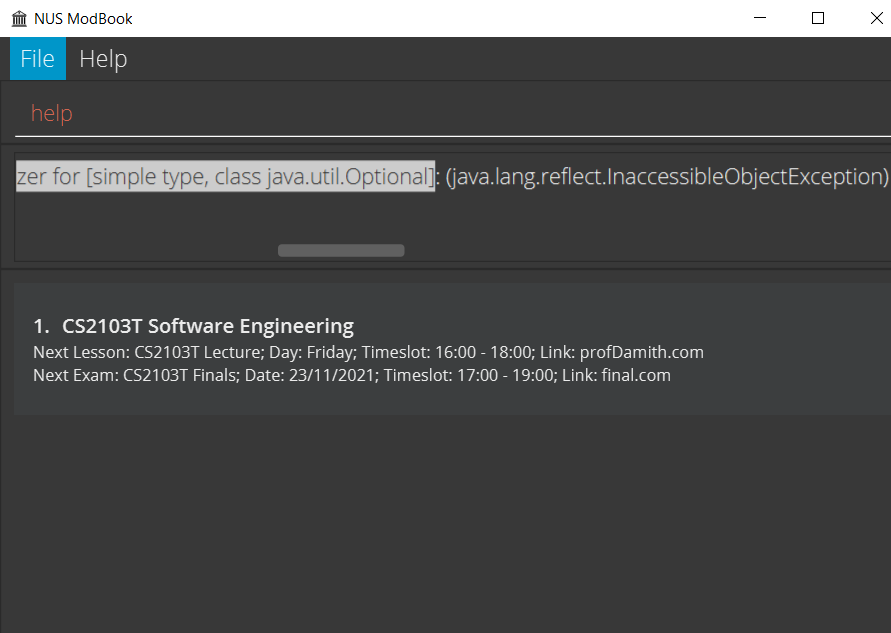 NUS ModBook
File Help
help
zer for [simple type, class java.util.Optional]: (java.lang.reflect.InaccessibleObjectException)
1. CS2103T Software Engineering
Next Lesson: CS2103T Lecture; Day: Friday; Timeslot: 16:00 - 18:00; Link: profDamith.com
Next Exam: CS2103T Finals; Date: 23/11/2021; Timeslot: 17:00 - 19:00; Link: final.com